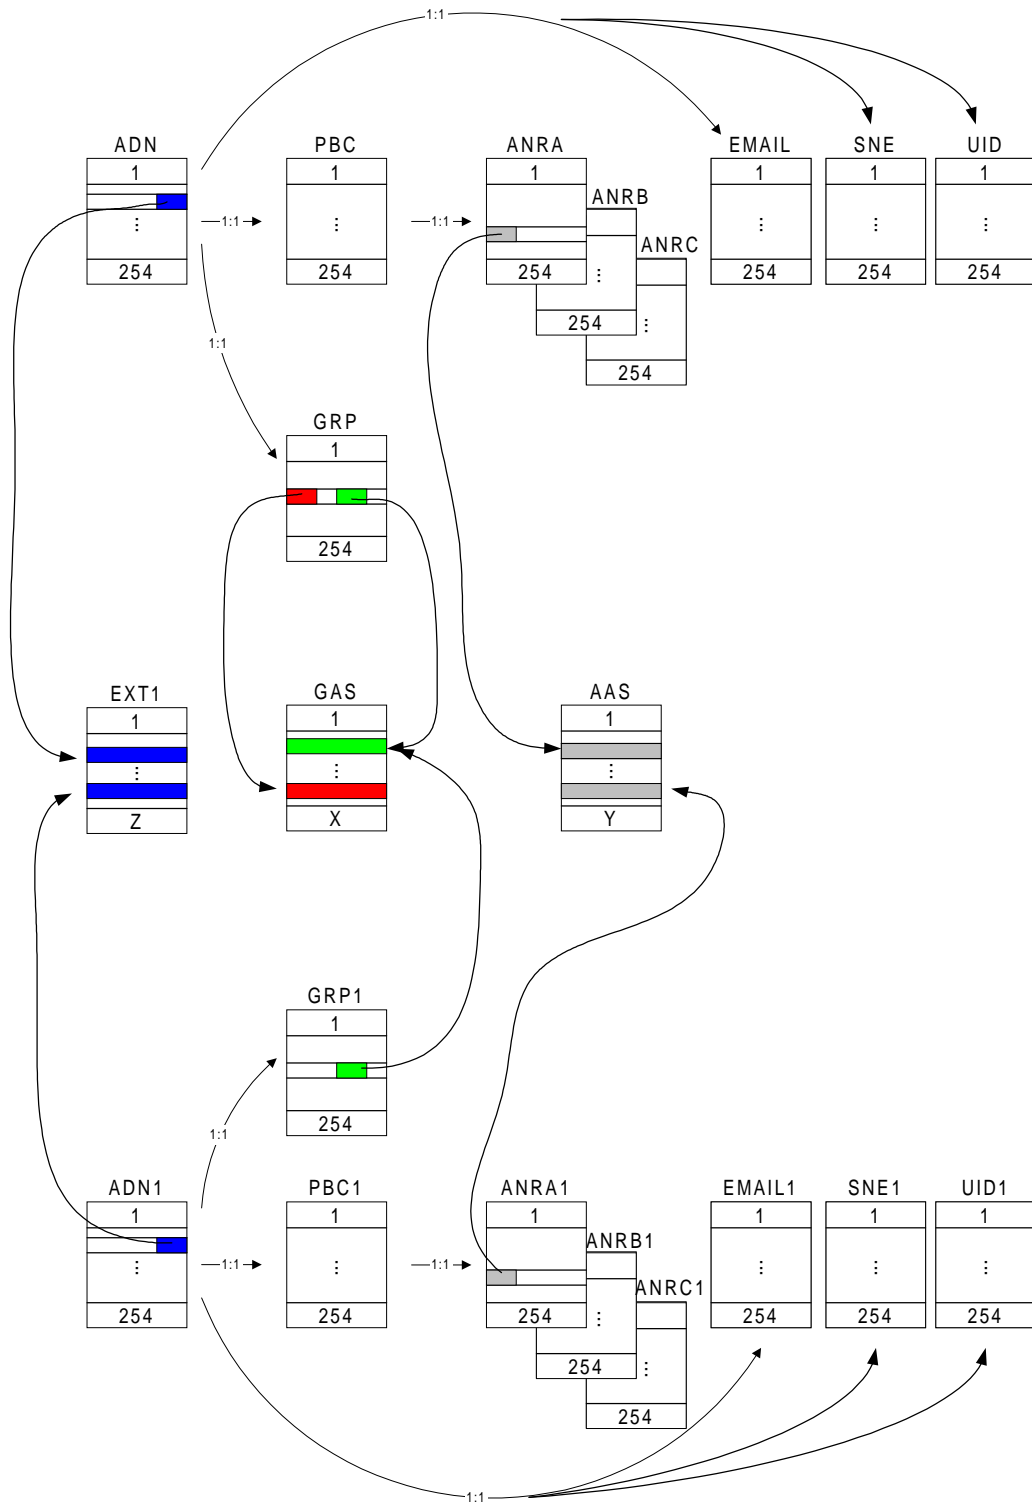 1:1
ADN PBC ANRA EMAIL SNE UID
1 1 1 1 1 1
ANRB
⋮ 1:1 ⋮ 1:1 ⋮ ⋮ ⋮
ANRC
254 254 254 ⋮ 254 254 254
254 ⋮
1:1
254
GRP
1
254
EXT1 GAS AAS
1 1 1
⋮ ⋮ ⋮
Z X Y
GRP1
1
254
1:1
ADN1 PBC1 ANRA1 EMAIL1 SNE1 UID1
1 1 1 1 1 1
ANRB1
⋮ 1:1 ⋮ 1:1 ⋮ ⋮ ⋮
ANRC1
254 254 254 ⋮ 254 254 254
254 ⋮
254
1:1